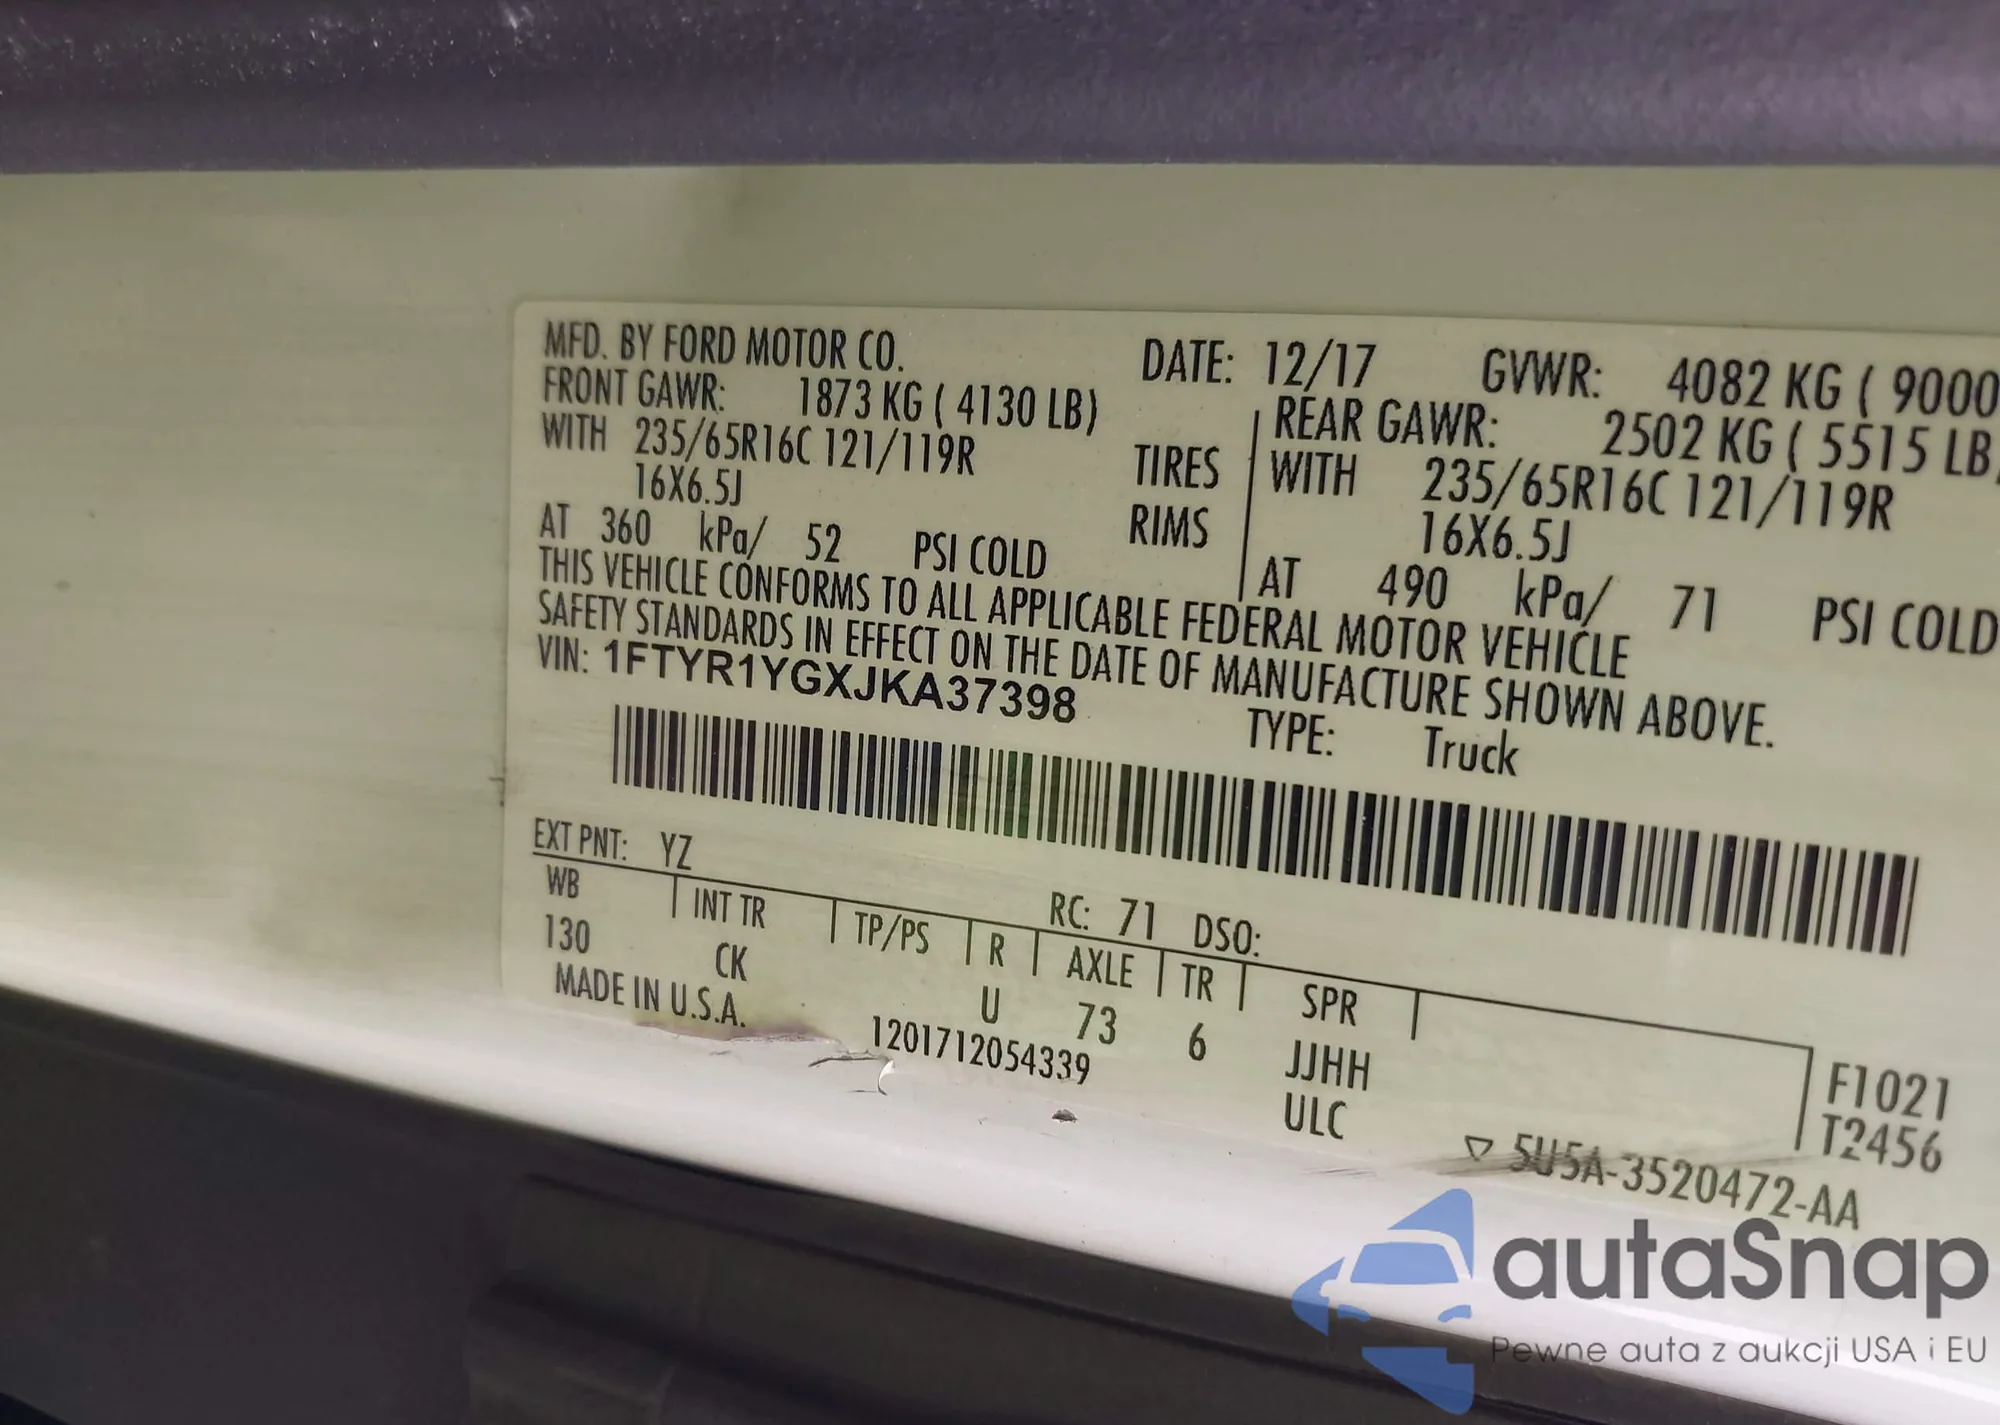 MFD. BY FORD MOTOR CO. DATE: 12/17 GVWR: 4082 KG ( 9000
FRONT GAWR: 1873 KG ( 4130 LB) REAR GAWR: 2502 KG ( 5515 LB
WITH 235/65R16C 121/119R TIRES WITH 235/65R16C 121/119R
16X6.5J RIMS 16X6.5J
AT 360 kPa/ 52 PSI COLD AT 490 kPa/ 71 PSI COLD
THIS VEHICLE CONFORMS TO ALL APPLICABLE FEDERAL MOTOR VEHICLE
SAFETY STANDARDS IN EFFECT ON THE DATE OF MANUFACTURE SHOWN ABOVE.
VIN: 1FTYR1YGXJKA37398
TYPE: Truck
EXT PNT: YZ RC: 71 DSO:
WB INT TR TP/PS R AXLE TR SPR
130 CK U 73 6 JJHH F1021
MADE IN U.S.A. 1201712054339 ULC T2456
5U5A-3520472-AA
autaSnap
Pewne auta z aukcji USA i EU